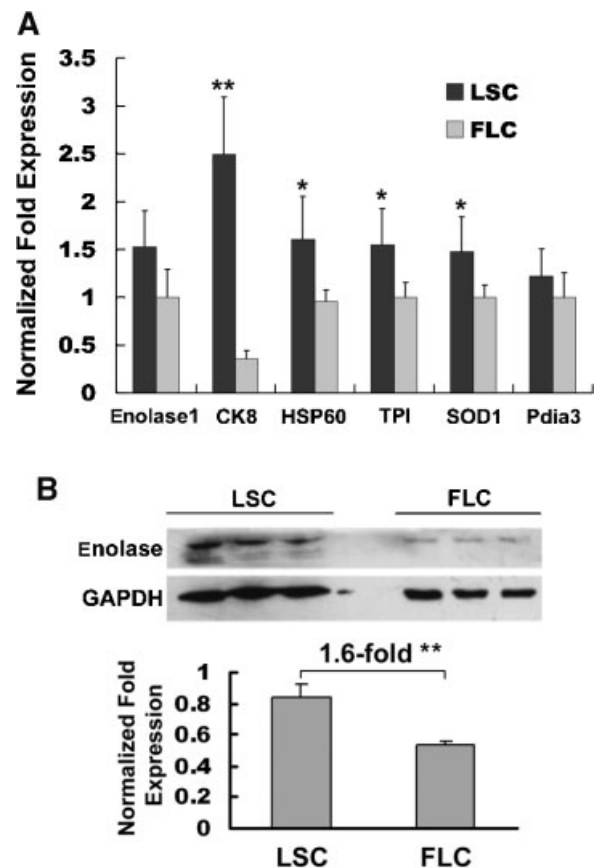 A
Normalized Fold Expression
3.5
3
2.5
2
1.5
1
0.5
0
**
*
*
*
LSC
FLC
Enolase1 CK8 HSP60 TPI SOD1 Pdia3
B
LSC FLC
Enolase
GAPDH
1.6-fold **
Normalized Fold
Expression
1
0.8
0.6
0.4
0.2
0
LSC FLC